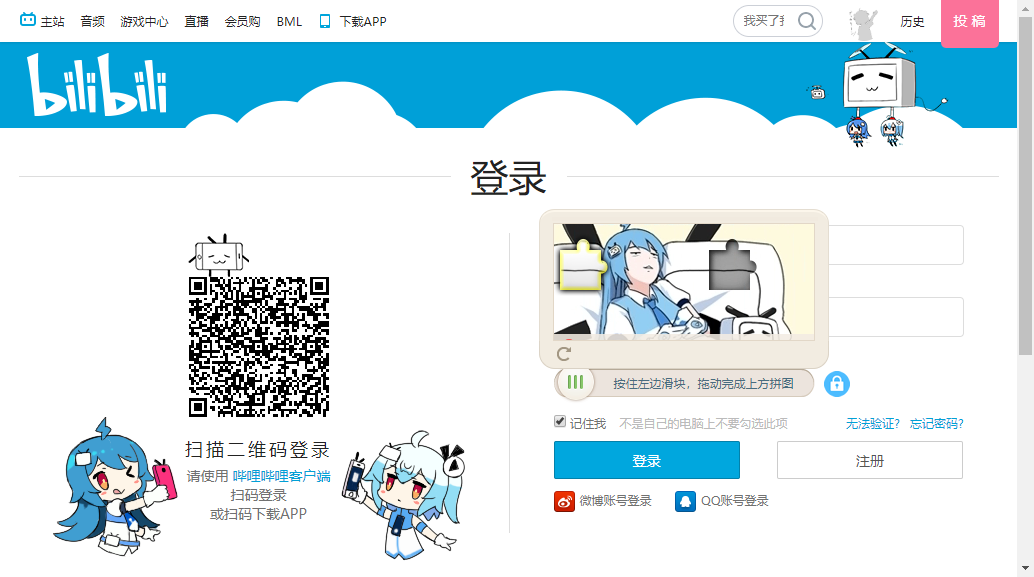 主站 音频 游戏中心 直播 会员购 BML 下载APP
我买了 历史 投稿
bilibili
登录
按住左边滑块，拖动完成上方拼图
记住我 不是自己的电脑上不要勾选此项 无法验证? 忘记密码?
扫描二维码登录
登录 注册
请使用 哔哩哔哩客户端
扫码登录
或扫码下载APP
微博账号登录 QQ账号登录